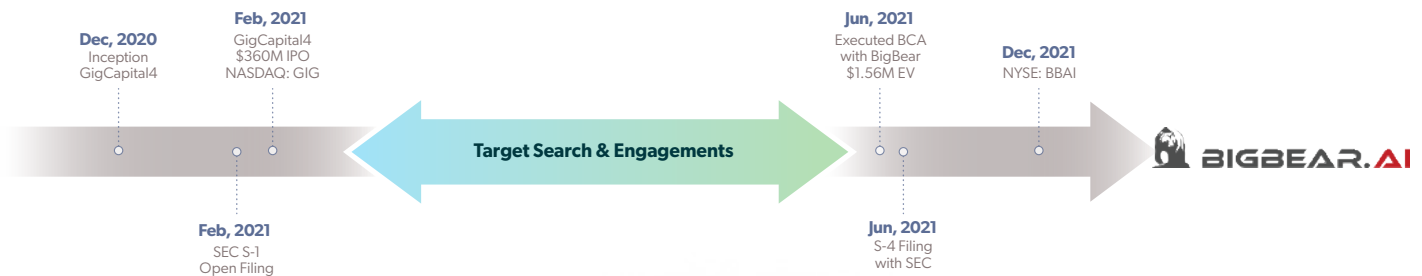 Dec, 2020
Inception
GigCapital4
Feb, 2021
GigCapital4
$360M IPO
NASDAQ: GIG
Feb, 2021
SEC S-1
Open Filing
Target Search & Engagements
Jun, 2021
Executed BCA
with BigBear
$1.56M EV
Jun, 2021
S-4 Filing
with SEC
Dec, 2021
NYSE: BBAI
BIGBEAR.AI